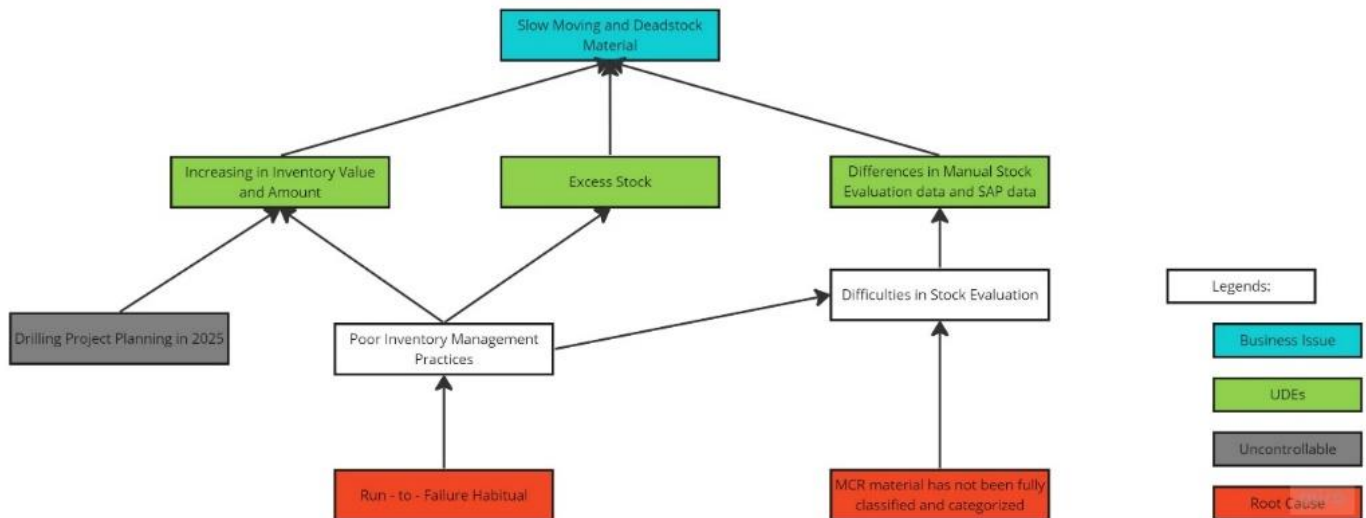 Slow Moving and Deadstock
Material
Increasing in Inventory Value
and Amount
Excess Stock
Differences in Manual Stock
Evaluation data and SAP data
Difficulties in Stock Evaluation
Legends:
Drilling Project Planning in 2025
Poor Inventory Management
Practices
Business Issue
UDEs
Uncontrollable
Run - to - Failure Habitual
MCR material has not been fully
classified and categorized
Root Cause